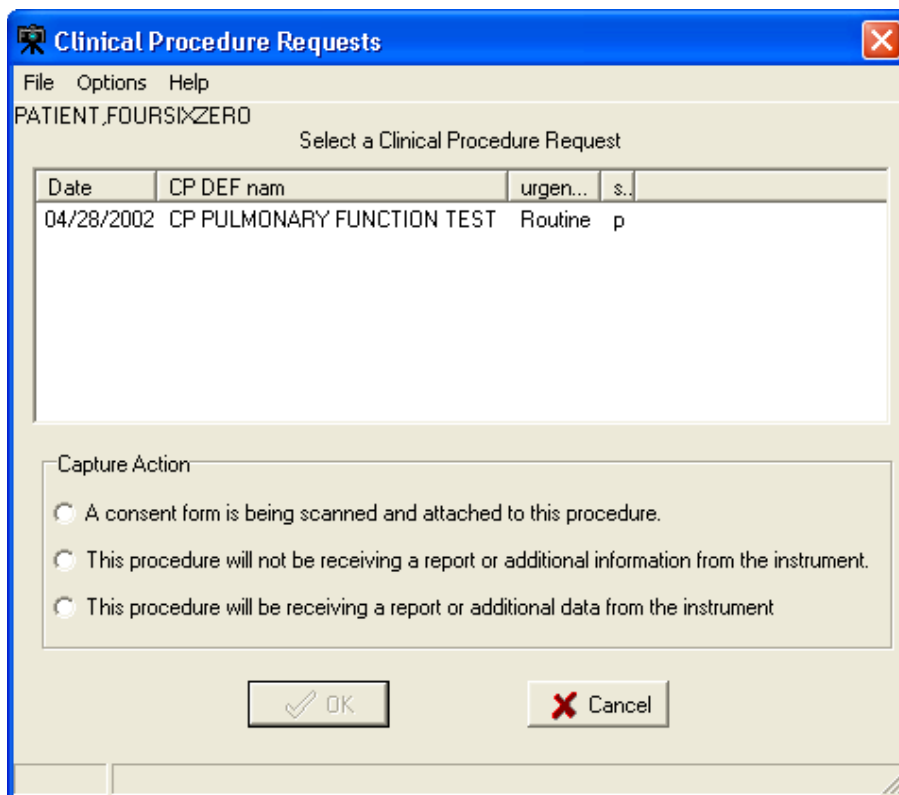 Clinical Procedure Requests
File Options Help
PATIENT,FOURSIXZERO
Select a Clinical Procedure Request
Date CP DEF nam urgen... s..
04/28/2002 CP PULMONARY FUNCTION TEST Routine p
Capture Action
A consent form is being scanned and attached to this procedure.
This procedure will not be receiving a report or additional information from the instrument.
This procedure will be receiving a report or additional data from the instrument
OK Cancel